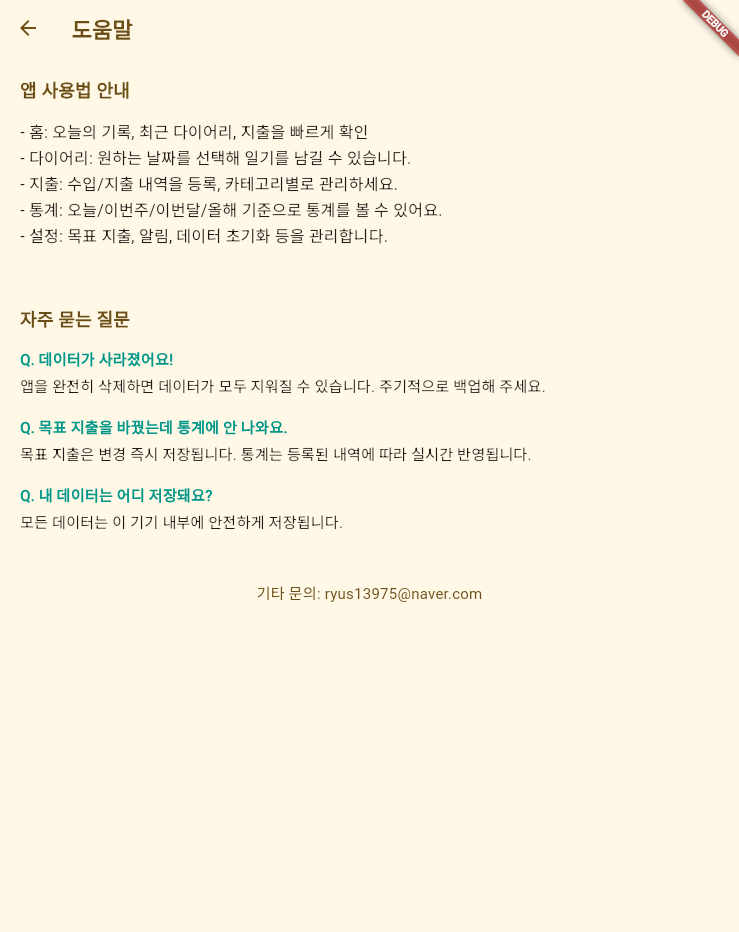 도움말
DEBUG
앱 사용법 안내
- 홈: 오늘의 기록, 최근 다이어리, 지출을 빠르게 확인
- 다이어리: 원하는 날짜를 선택해 일기를 남길 수 있습니다.
- 지출: 수입/지출 내역을 등록, 카테고리별로 관리하세요.
- 통계: 오늘/이번주/이번달/올해 기준으로 통계를 볼 수 있어요.
- 설정: 목표 지출, 알림, 데이터 초기화 등을 관리합니다.
자주 묻는 질문
Q. 데이터가 사라졌어요!
앱을 완전히 삭제하면 데이터가 모두 지워질 수 있습니다. 주기적으로 백업해 주세요.
Q. 목표 지출을 바꿨는데 통계에 안 나와요.
목표 지출은 변경 즉시 저장됩니다. 통계는 등록된 내역에 따라 실시간 반영됩니다.
Q. 내 데이터는 어디 저장돼요?
모든 데이터는 이 기기 내부에 안전하게 저장됩니다.
기타 문의: ryus13975@naver.com